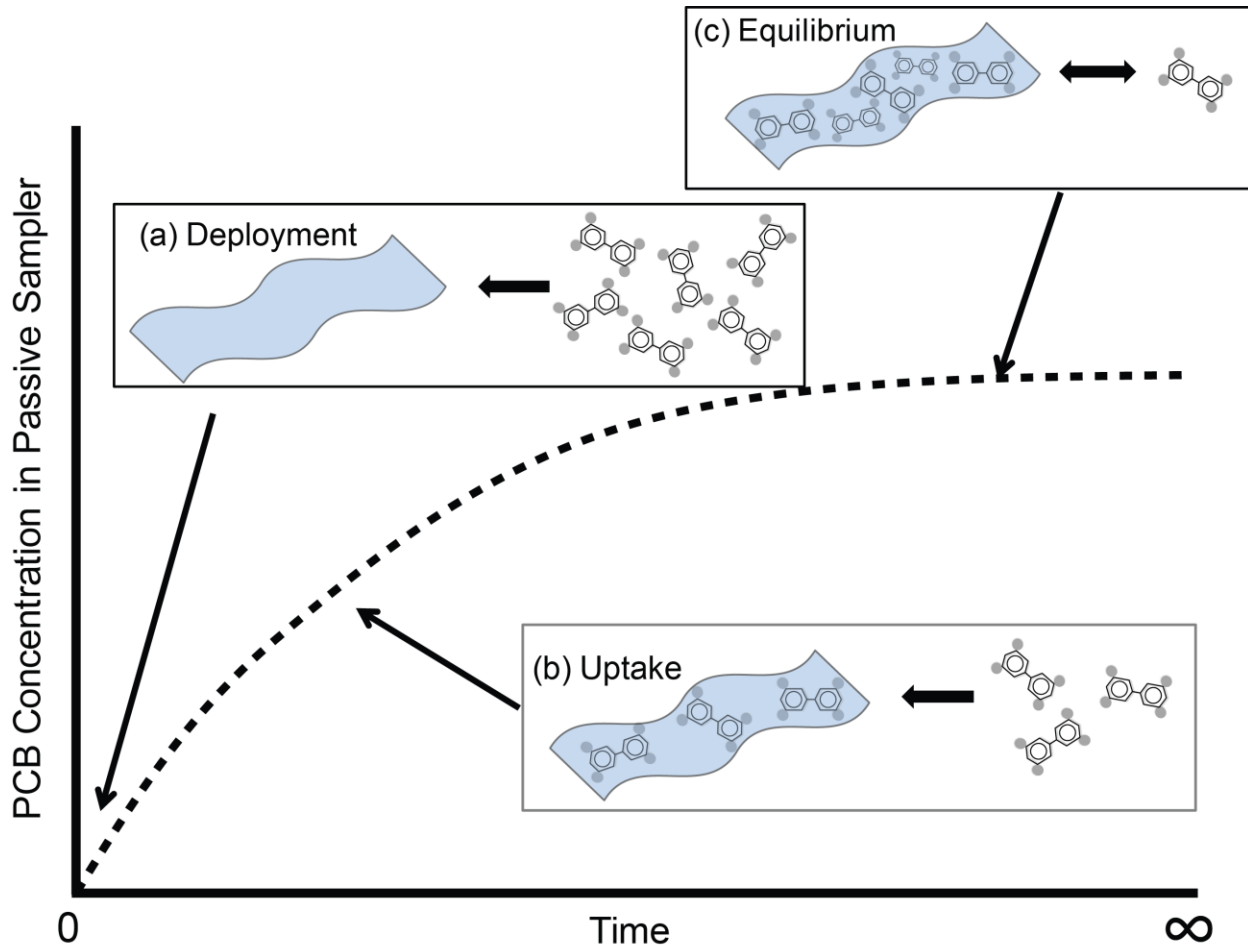 (c) Equilibrium
(a) Deployment
(b) Uptake
PCB Concentration in Passive Sampler
0
Time
∞